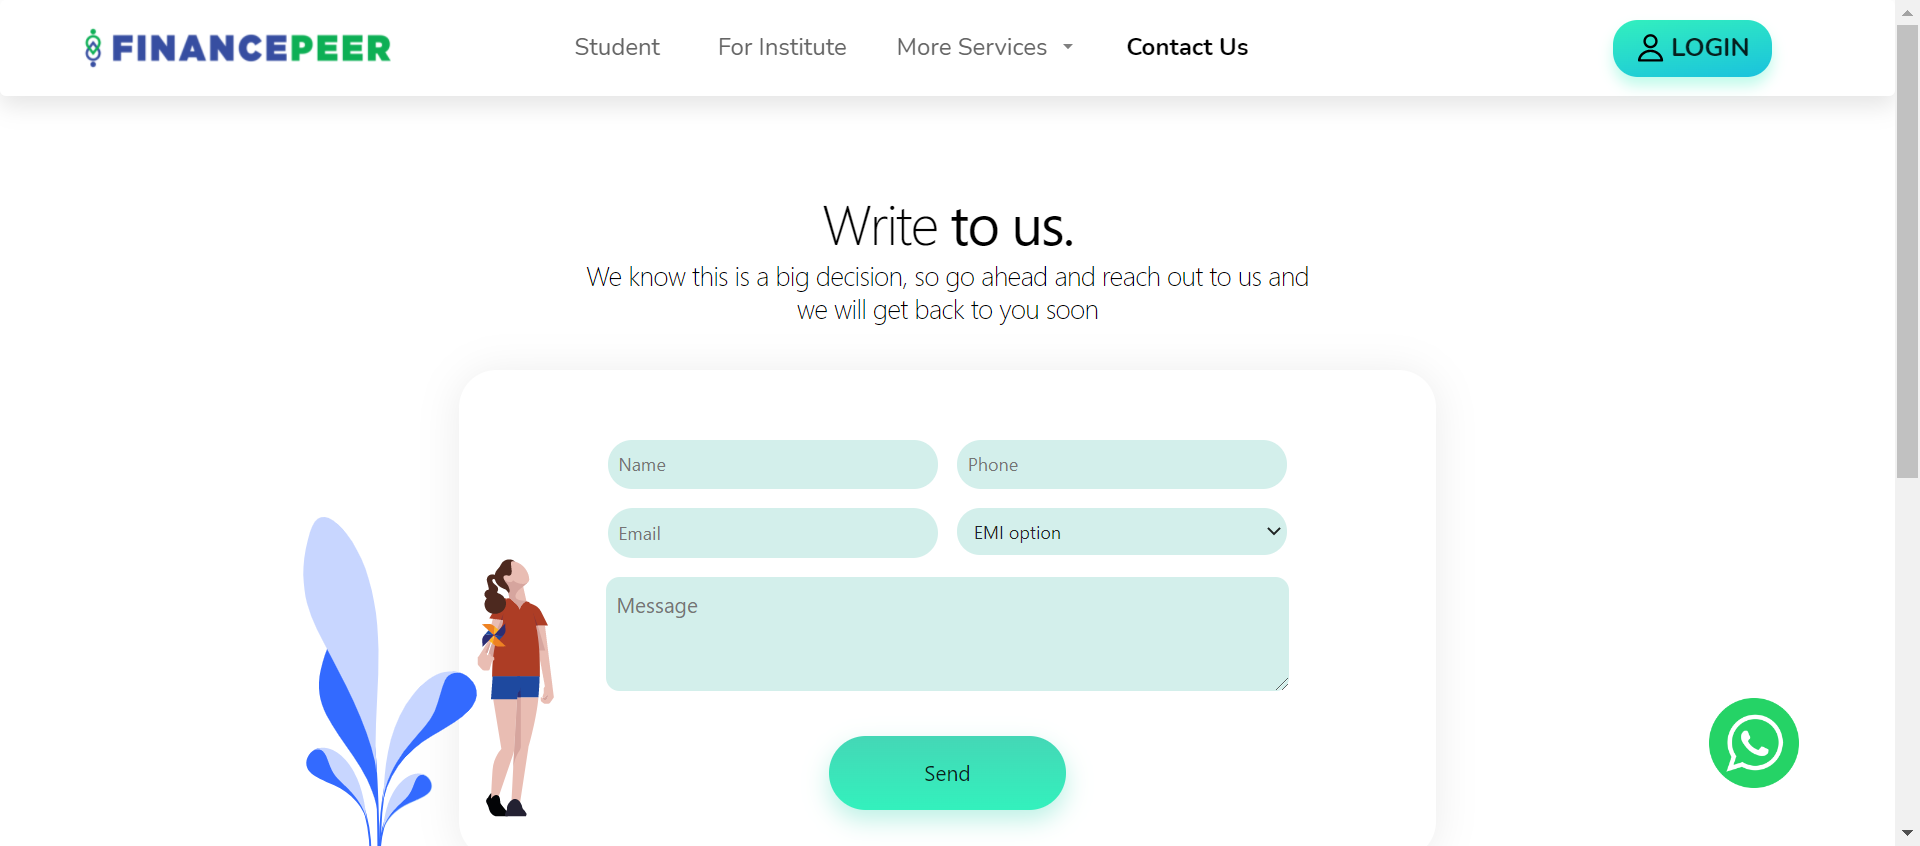 FINANCEPEER
Student For Institute More Services Contact Us
LOGIN
Write to us.
We know this is a big decision, so go ahead and reach out to us and
we will get back to you soon
Name Phone
Email EMI option
Message
Send